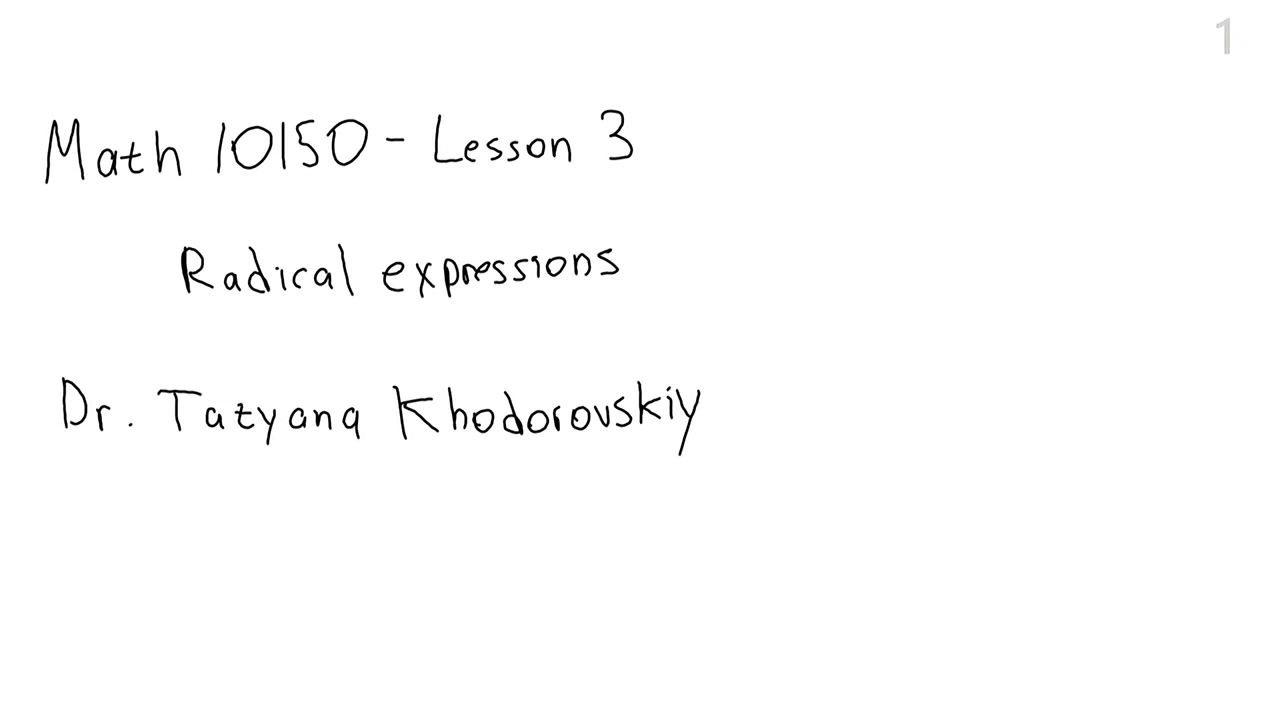 1
Math 10150 - Lesson 3
Radical expressions
Dr. Tatyana Khodorovskiy